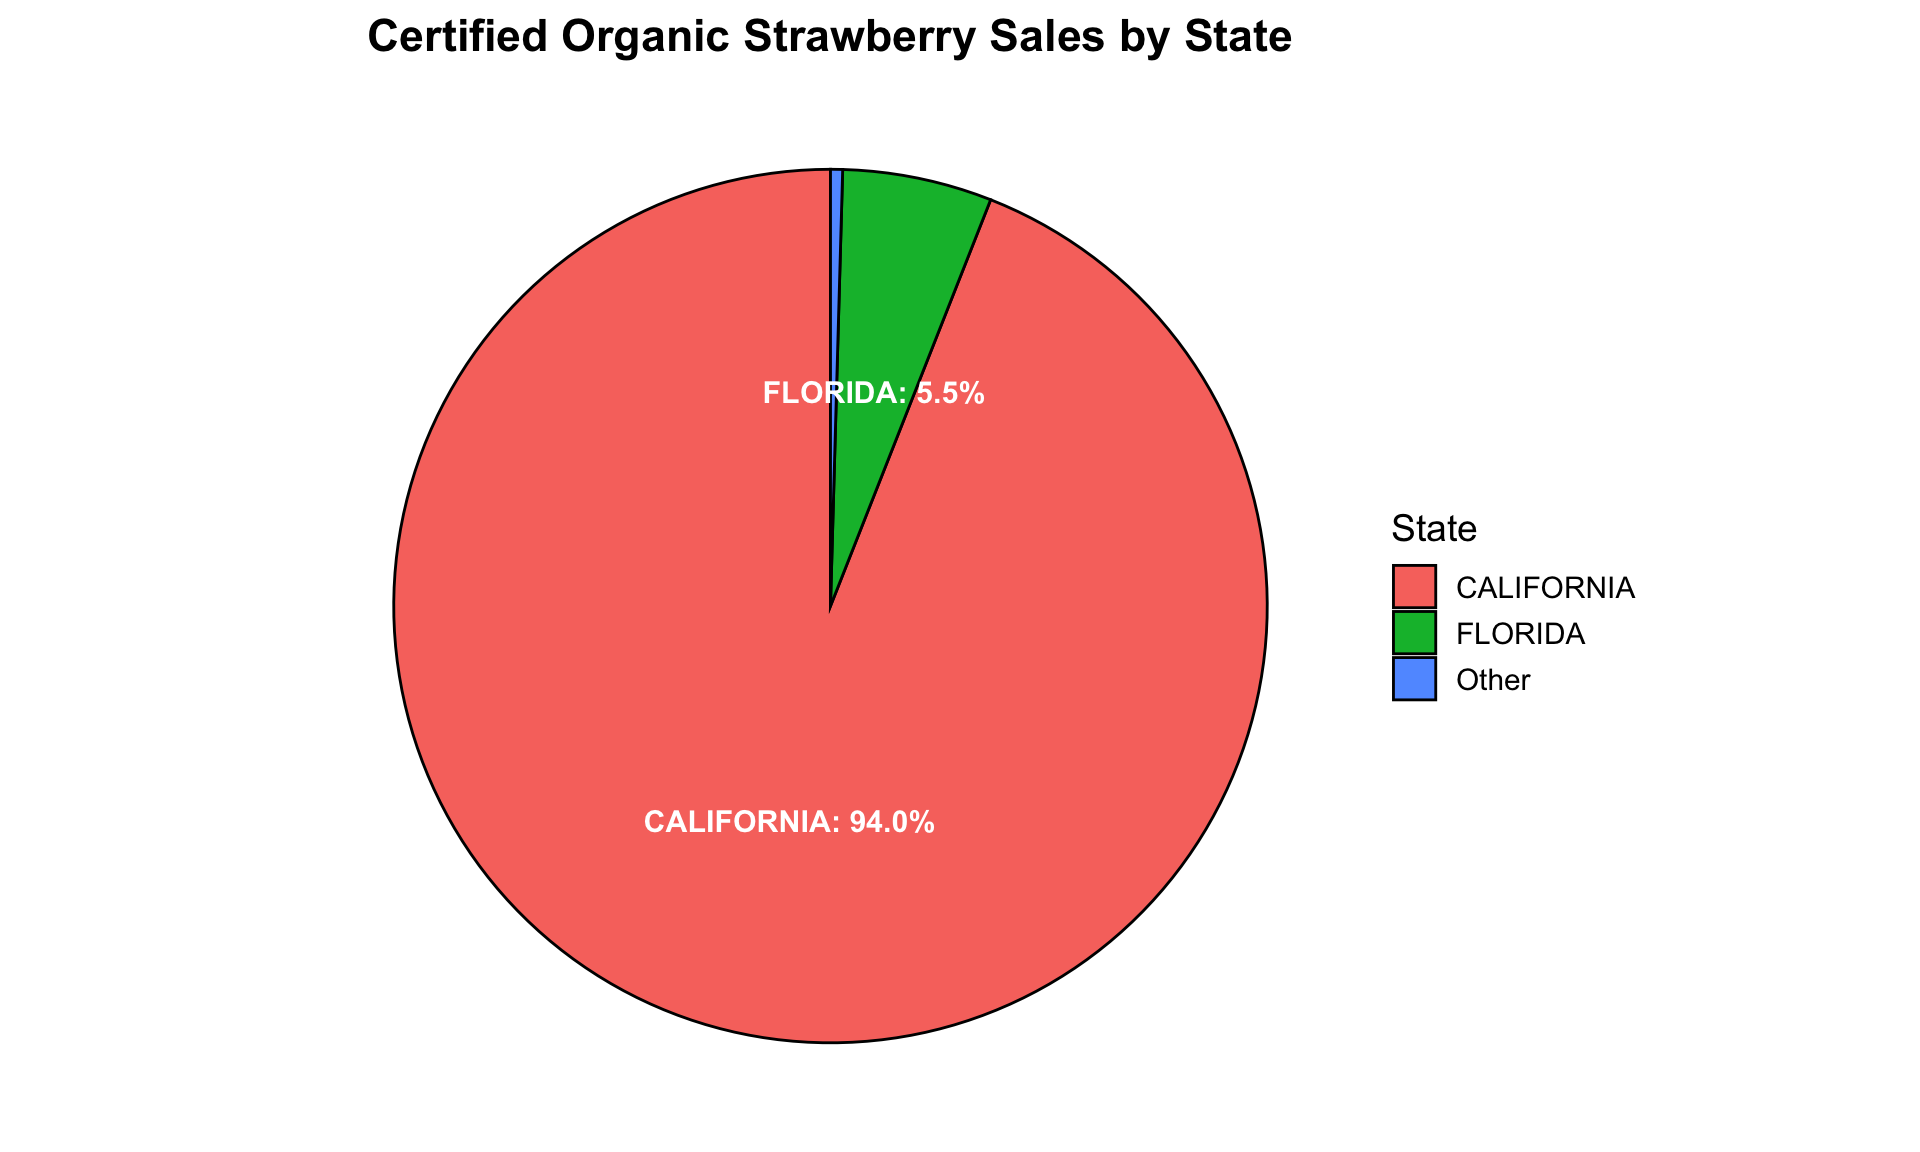 Certified Organic Strawberry Sales by State
FLORIDA: 5.5%
CALIFORNIA: 94.0%
State
CALIFORNIA
FLORIDA
Other